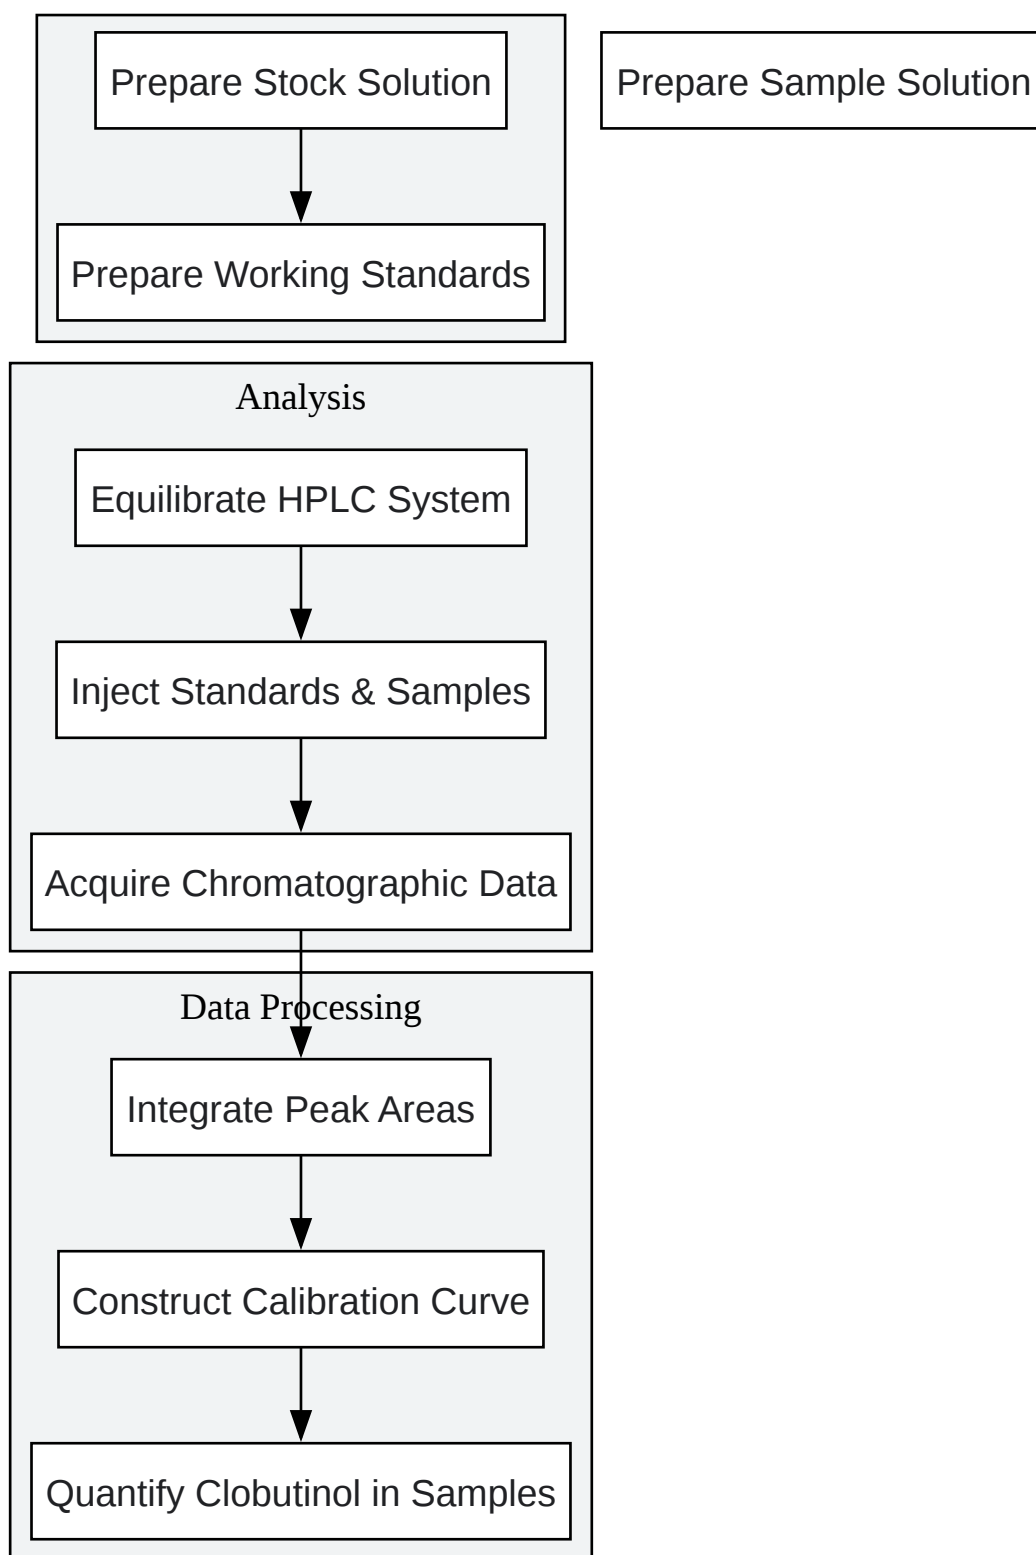 Prepare Stock Solution
Prepare Sample Solution
Prepare Working Standards
Analysis
Equilibrate HPLC System
Inject Standards & Samples
Acquire Chromatographic Data
Data Processing
Integrate Peak Areas
Construct Calibration Curve
Quantify Clobutinol in Samples